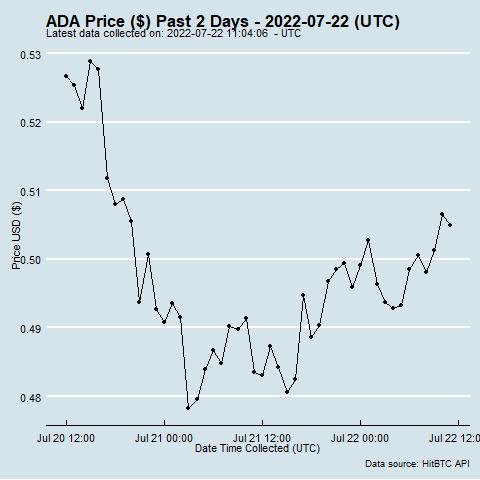 ADA Price ($) Past 2 Days - 2022-07-22 (UTC)
Latest data collected on: 2022-07-22 11:04:06  - UTC
0.53
0.52
0.51
0.50
0.49
0.48
Price USD ($)
Jul 20 12:00
Jul 21 00:00
Jul 21 12:00
Jul 22 00:00
Jul 22 12:00
Date Time Collected (UTC)
Data source: HitBTC API